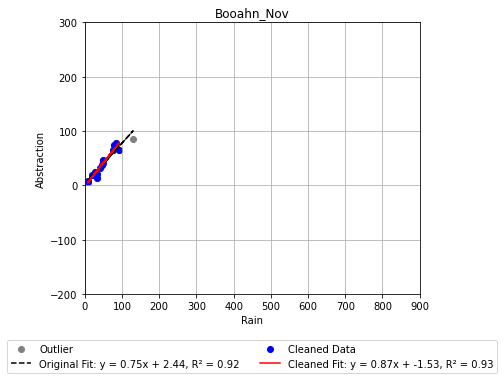 Booahn_Nov
300
200
100
0
−100
−200
Abstraction
0 100 200 300 400 500 600 700 800 900
Rain
Outlier
Cleaned Data
Original Fit: y = 0.75x + 2.44, R² = 0.92
Cleaned Fit: y = 0.87x + -1.53, R² = 0.93